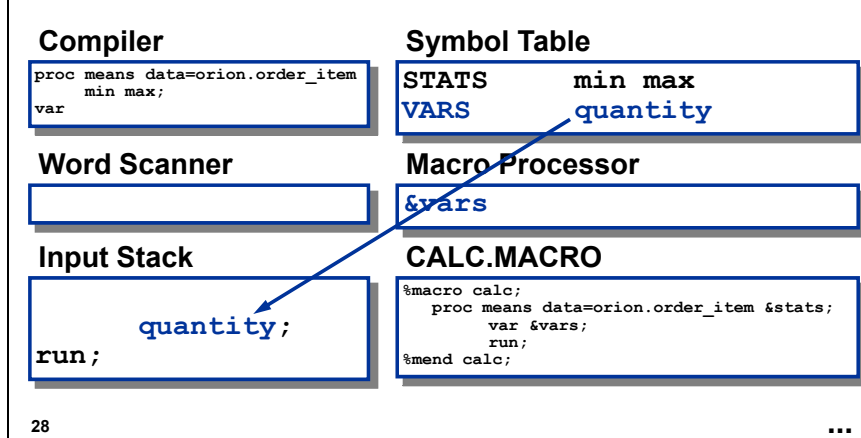 Compiler
proc means data=orion.order_item
min max;
var
Symbol Table
STATS min max
VARS quantity
Word Scanner
Macro Processor
&vars
Input Stack
quantity;
run;
CALC.MACRO
%macro calc;
proc means data=orion.order_item &stats;
var &vars;
run;
%mend calc;
28
...